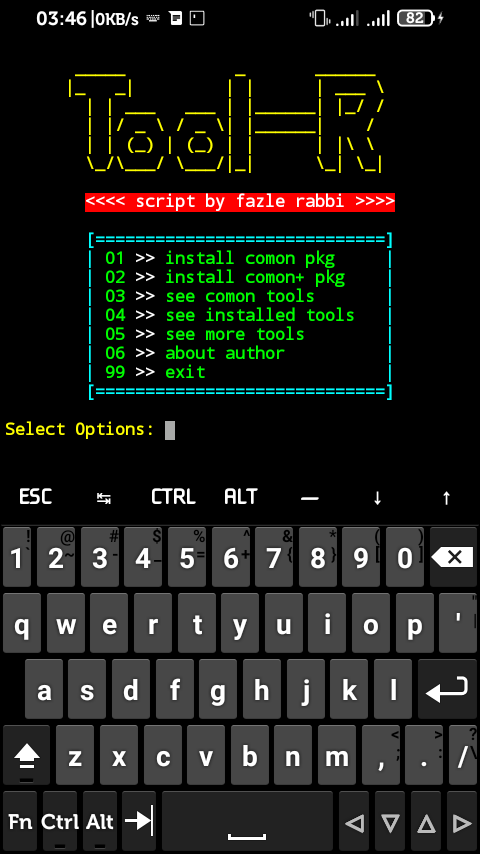 03:46 |0KB/s 82
Tool-R
<<<< script by fazle rabbi >>>>
[=============================]
| 01 >> install comon pkg |
| 02 >> install comon+ pkg |
| 03 >> see comon tools |
| 04 >> see installed tools |
| 05 >> see more tools |
| 06 >> about author |
| 99 >> exit |
[=============================]
Select Options:
ESC ↹ CTRL ALT — ↓ ↑
! @ # $ % ^ & * ( )
1 2 3 4 5 6 7 8 9 0
` ~ - _ = + { } [ ]
q w e r t y u i o p '
a s d f g h j k l
z x c v b n m , . /
Fn Ctrl Alt